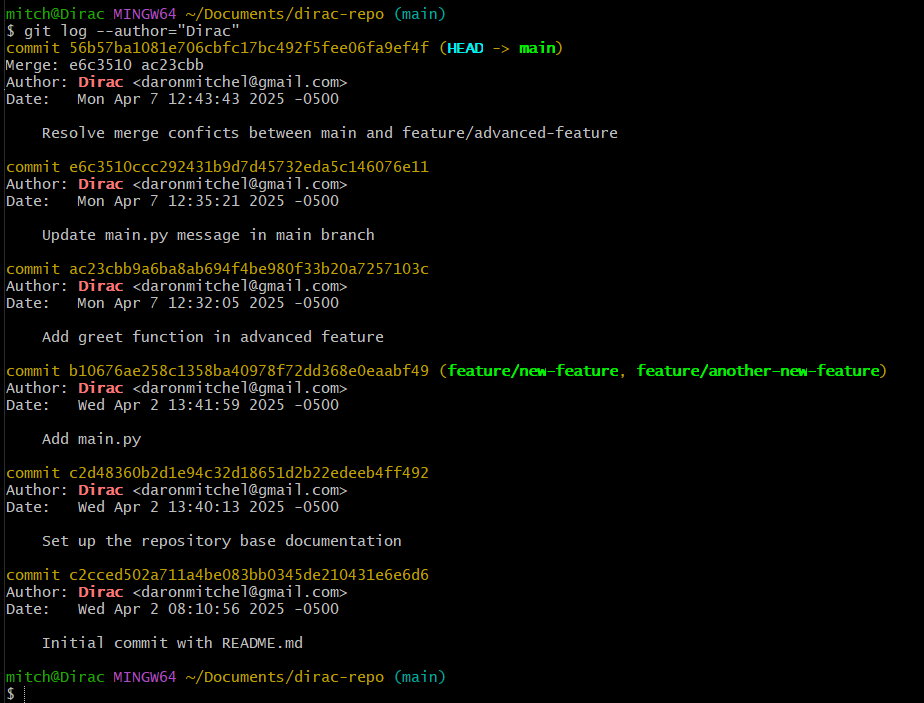 mitch@Dirac MINGW64 ~/Documents/dirac-repo (main)
$ git log --author="Dirac"
commit 56b57ba1081e706cbfc17bc492f5fee06fa9ef4f (HEAD -> main)
Merge: e6c3510 ac23cbb
Author: Dirac <daronmitchel@gmail.com>
Date:   Mon Apr 7 12:43:43 2025 -0500

    Resolve merge conficts between main and feature/advanced-feature

commit e6c3510ccc292431b9d7d45732eda5c146076e11
Author: Dirac <daronmitchel@gmail.com>
Date:   Mon Apr 7 12:35:21 2025 -0500

    Update main.py message in main branch

commit ac23cbb9a6ba8ab694f4be980f33b20a7257103c
Author: Dirac <daronmitchel@gmail.com>
Date:   Mon Apr 7 12:32:05 2025 -0500

    Add greet function in advanced feature

commit b10676ae258c1358ba40978f72dd368e0eaabf49 (feature/new-feature, feature/another-new-feature)
Author: Dirac <daronmitchel@gmail.com>
Date:   Wed Apr 2 13:41:59 2025 -0500

    Add main.py

commit c2d48360b2d1e94c32d18651d2b22edeeb4ff492
Author: Dirac <daronmitchel@gmail.com>
Date:   Wed Apr 2 13:40:13 2025 -0500

    Set up the repository base documentation

commit c2cced502a711a4be083bb0345de210431e6e6d6
Author: Dirac <daronmitchel@gmail.com>
Date:   Wed Apr 2 08:10:56 2025 -0500

    Initial commit with README.md

mitch@Dirac MINGW64 ~/Documents/dirac-repo (main)
$